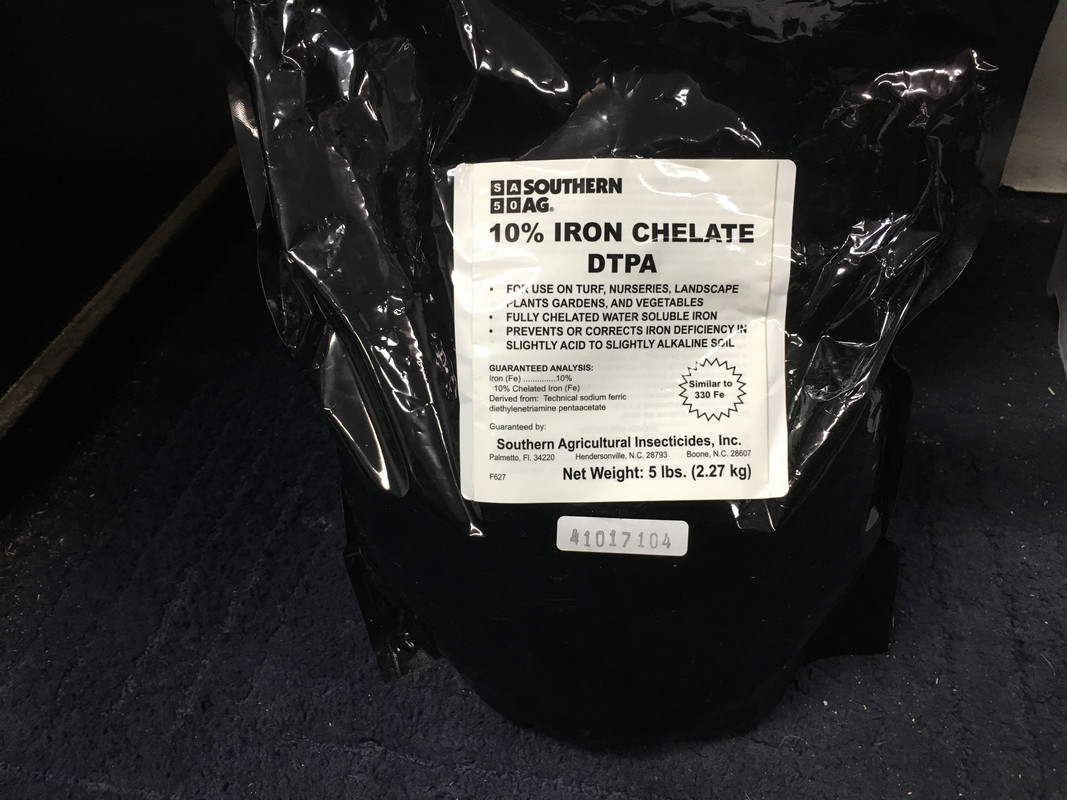 SA SOUTHERN
50 AG®
10% IRON CHELATE
DTPA
• FOR USE ON TURF, NURSERIES, LANDSCAPE
PLANTS GARDENS, AND VEGETABLES
• FULLY CHELATED WATER SOLUBLE IRON
• PREVENTS OR CORRECTS IRON DEFICIENCY IN
SLIGHTLY ACID TO SLIGHTLY ALKALINE SOIL
GUARANTEED ANALYSIS:
Iron (Fe) ..............10%
10% Chelated Iron (Fe)
Derived from: Technical sodium ferric
diethylenetriamine pentaacetate
Similar to
330 Fe
Guaranteed by:
Southern Agricultural Insecticides, Inc.
Palmetto, Fl. 34220 Hendersonville, N.C. 28793 Boone, N.C. 28607
F627 Net Weight: 5 lbs. (2.27 kg)
41017104